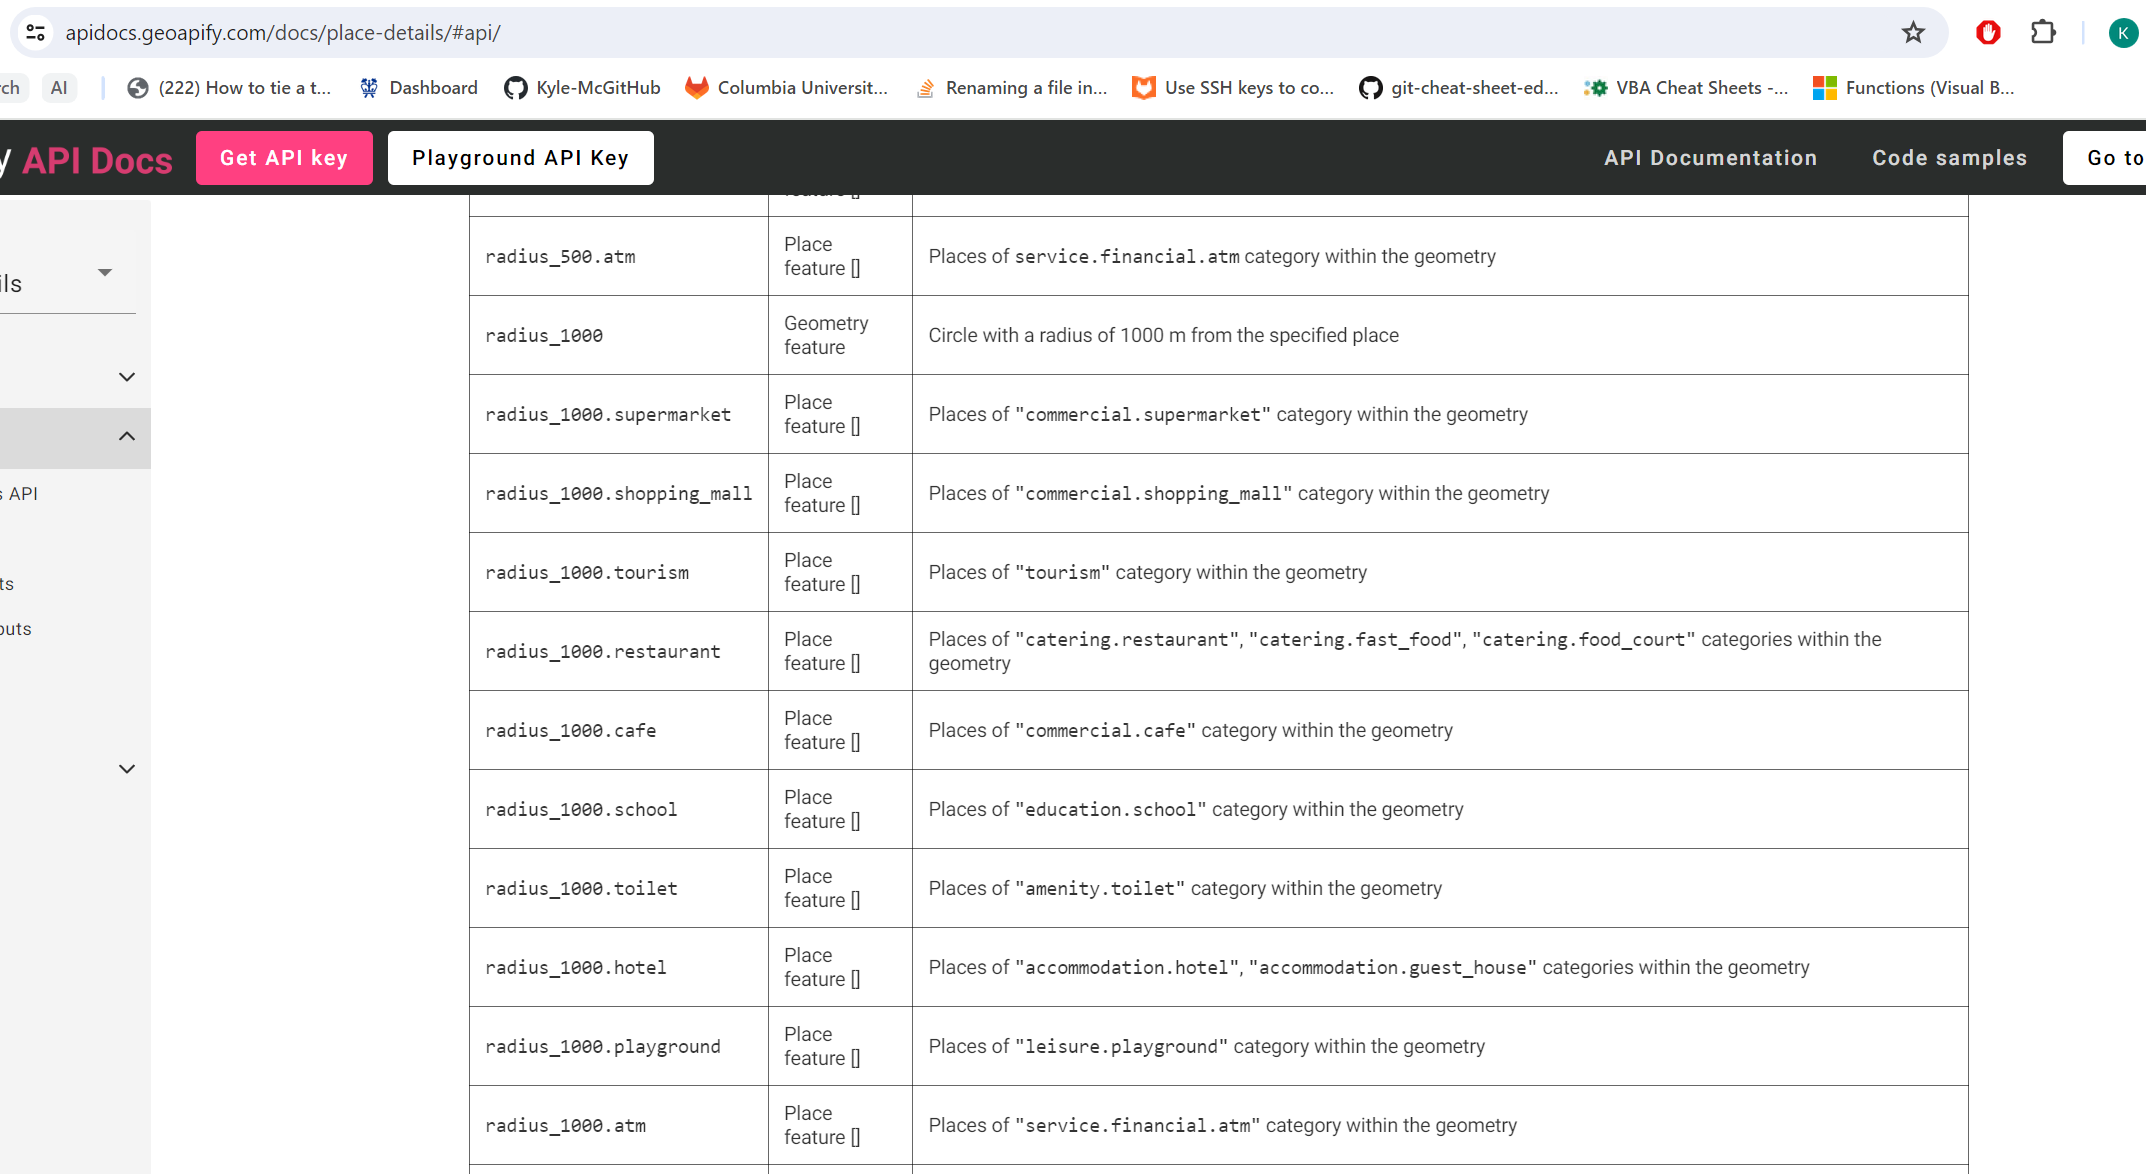 apidocs.geoapify.com/docs/place-details/#api/
K
rch
AI
(222) How to tie a t...
Dashboard
Kyle-McGitHub
Columbia Universit...
Renaming a file in...
Use SSH keys to co...
git-cheat-sheet-ed...
VBA Cheat Sheets -...
Functions (Visual B...
y API Docs
Get API key
Playground API Key
API Documentation
Code samples
Go to
ils
s API
ts
puts
feature []
radius_500.atm
Place
feature []
Places of service.financial.atm category within the geometry
radius_1000
Geometry
feature
Circle with a radius of 1000 m from the specified place
radius_1000.supermarket
Place
feature []
Places of "commercial.supermarket" category within the geometry
radius_1000.shopping_mall
Place
feature []
Places of "commercial.shopping_mall" category within the geometry
radius_1000.tourism
Place
feature []
Places of "tourism" category within the geometry
radius_1000.restaurant
Place
feature []
Places of "catering.restaurant", "catering.fast_food", "catering.food_court" categories within the
geometry
radius_1000.cafe
Place
feature []
Places of "commercial.cafe" category within the geometry
radius_1000.school
Place
feature []
Places of "education.school" category within the geometry
radius_1000.toilet
Place
feature []
Places of "amenity.toilet" category within the geometry
radius_1000.hotel
Place
feature []
Places of "accommodation.hotel", "accommodation.guest_house" categories within the geometry
radius_1000.playground
Place
feature []
Places of "leisure.playground" category within the geometry
radius_1000.atm
Place
feature []
Places of "service.financial.atm" category within the geometry